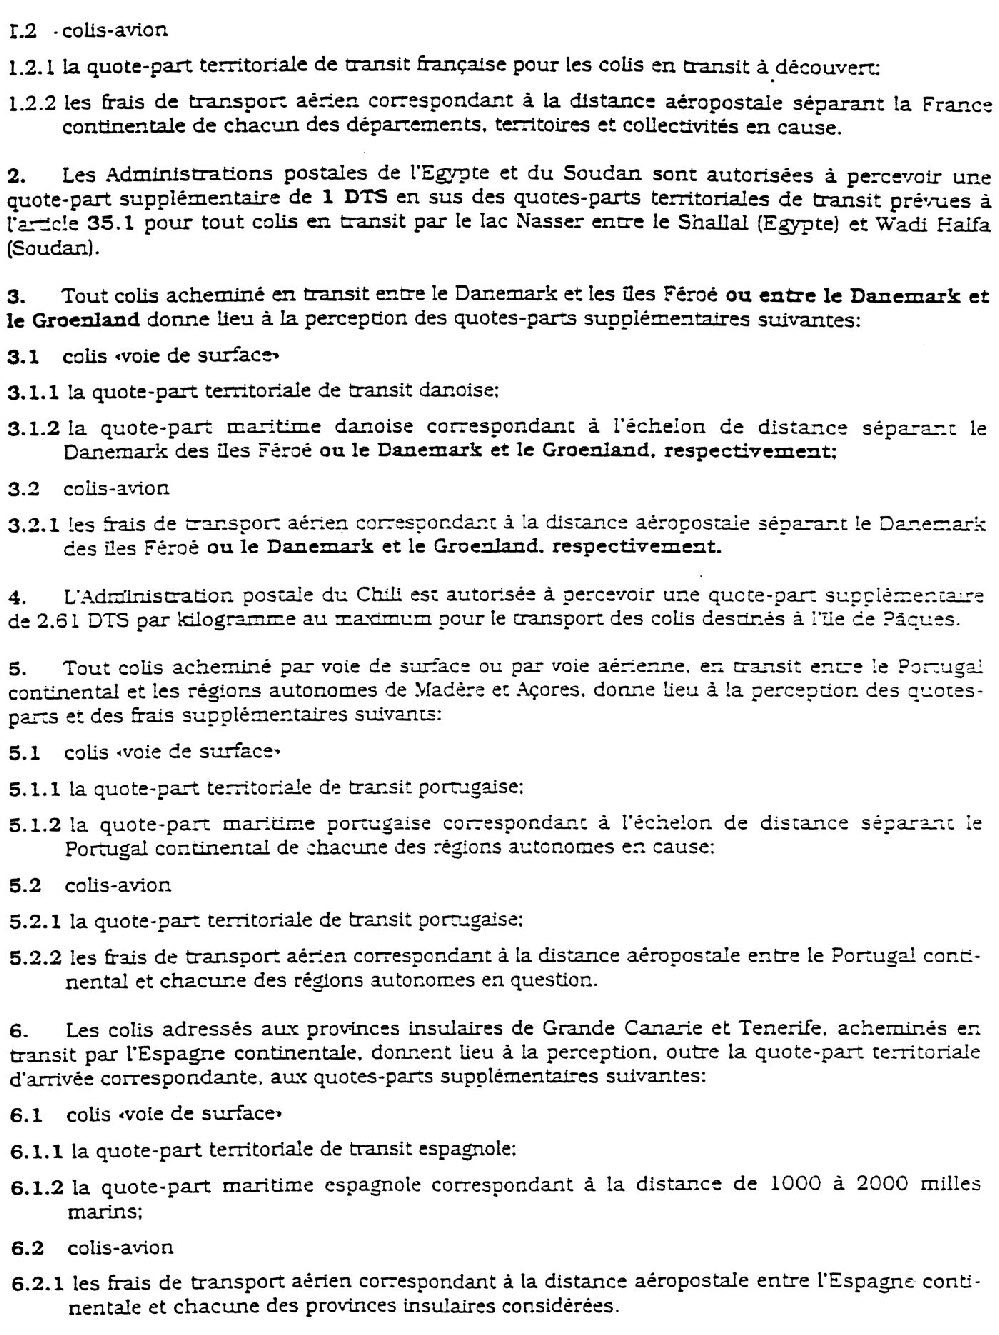 1.2 - colis-avion
1.2.1 la quote-part territoriale de transit française pour les colis en transit à découvert;
1.2.2 les frais de transport aérien correspondant à la distance aéropostale séparant la France
continentale de chacun des départements, territoires et collectivités en cause.
2. Les Administrations postales de l'Egypte et du Soudan sont autorisées à percevoir une
quote-part supplémentaire de 1 DTS en sus des quotes-parts territoriales de transit prévues à
l'article 35.1 pour tout colis en transit par le lac Nasser entre le Shallal (Egypte) et Wadi Halfa
(Soudan).
3. Tout colis acheminé en transit entre le Danemark et les îles Féroé ou entre le Danemark et
le Groenland donne lieu à la perception des quotes-parts supplémentaires suivantes:
3.1 colis «voie de surface»
3.1.1 la quote-part territoriale de transit danoise;
3.1.2 la quote-part maritime danoise correspondant à l'échelon de distance séparant le
Danemark des îles Féroé ou le Danemark et le Groenland, respectivement;
3.2 colis-avion
3.2.1 les frais de transport aérien correspondant à la distance aéropostale séparant le Danemark
des îles Féroé ou le Danemark et le Groenland, respectivement.
4. L'Administration postale du Chili est autorisée à percevoir une quote-part supplémentaire
de 2.61 DTS par kilogramme au maximum pour le transport des colis destinés à l'île de Pâques.
5. Tout colis acheminé par voie de surface ou par voie aérienne, en transit entre le Portugal
continental et les régions autonomes de Madère et Açores, donne lieu à la perception des quotes-
parts et des frais supplémentaires suivants:
5.1 colis «voie de surface»
5.1.1 la quote-part territoriale de transit portugaise;
5.1.2 la quote-part maritime portugaise correspondant à l'échelon de distance séparant le
Portugal continental de chacune des régions autonomes en cause;
5.2 colis-avion
5.2.1 la quote-part territoriale de transit portugaise;
5.2.2 les frais de transport aérien correspondant à la distance aéropostale entre le Portugal conti-
nental et chacune des régions autonomes en question.
6. Les colis adressés aux provinces insulaires de Grande Canarie et Tenerife, acheminés en
transit par l'Espagne continentale, donnent lieu à la perception, outre la quote-part territoriale
d'arrivée correspondante, aux quotes-parts supplémentaires suivantes:
6.1 colis «voie de surface»
6.1.1 la quote-part territoriale de transit espagnole;
6.1.2 la quote-part maritime espagnole correspondant à la distance de 1000 à 2000 milles
marins;
6.2 colis-avion
6.2.1 les frais de transport aérien correspondant à la distance aéropostale entre l'Espagne conti-
nentale et chacune des provinces insulaires considérées.